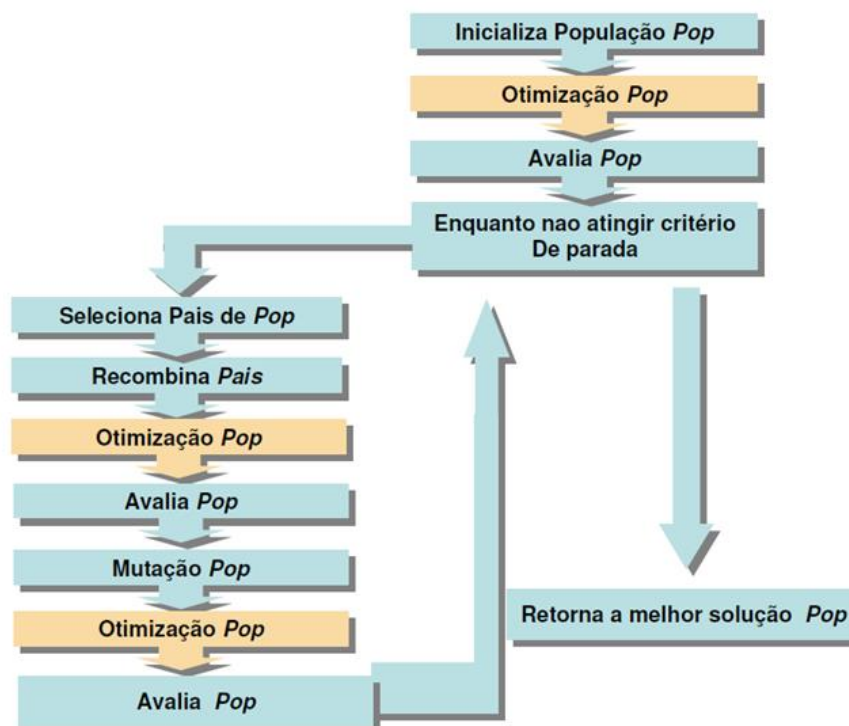 Inicializa População Pop
Otimização Pop
Avalia Pop
Enquanto nao atingir critério
De parada
Seleciona Pais de Pop
Recombina Pais
Otimização Pop
Avalia Pop
Mutação Pop
Otimização Pop
Avalia Pop
Retorna a melhor solução Pop